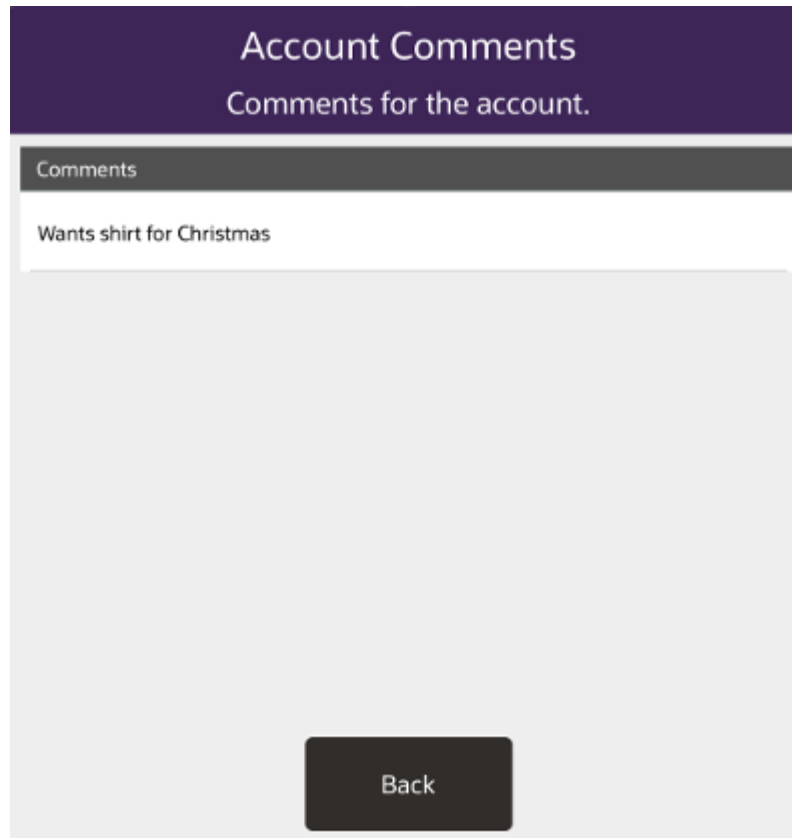 Account Comments
Comments for the account.
Comments
Wants shirt for Christmas
Back